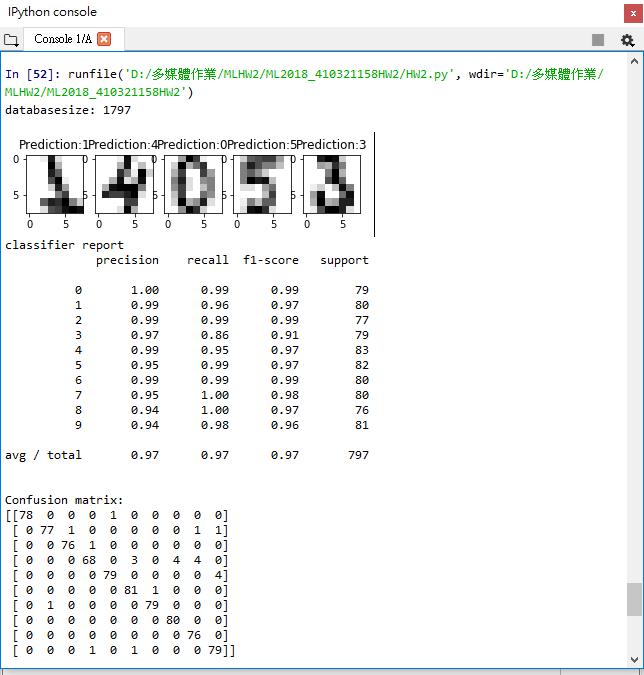 IPython console
Console 1/A
In [52]: runfile('D:/多媒體作業/MLHW2/ML2018_410321158HW2/HW2.py', wdir='D:/多媒體作業/
MLHW2/ML2018_410321158HW2')
databasesize: 1797
Prediction:1 Prediction:4 Prediction:0 Prediction:5 Prediction:3
0 0 0 0 0
5 5 5 5 5
0 5 0 5 0 5 0 5 0 5
classifier report
precision recall f1-score support
0 1.00 0.99 0.99 79
1 0.99 0.96 0.97 80
2 0.99 0.99 0.99 77
3 0.97 0.86 0.91 79
4 0.99 0.95 0.97 83
5 0.95 0.99 0.97 82
6 0.99 0.99 0.99 80
7 0.95 1.00 0.98 80
8 0.94 1.00 0.97 76
9 0.94 0.98 0.96 81
avg / total 0.97 0.97 0.97 797
Confusion matrix:
[[78 0 0 0 1 0 0 0 0 0]
[ 0 77 1 0 0 0 0 0 1 1]
[ 0 0 76 1 0 0 0 0 0 0]
[ 0 0 0 68 0 3 0 4 4 0]
[ 0 0 0 0 79 0 0 0 0 4]
[ 0 0 0 0 0 81 1 0 0 0]
[ 0 1 0 0 0 0 79 0 0 0]
[ 0 0 0 0 0 0 0 80 0 0]
[ 0 0 0 0 0 0 0 0 76 0]
[ 0 0 0 1 0 1 0 0 0 79]]